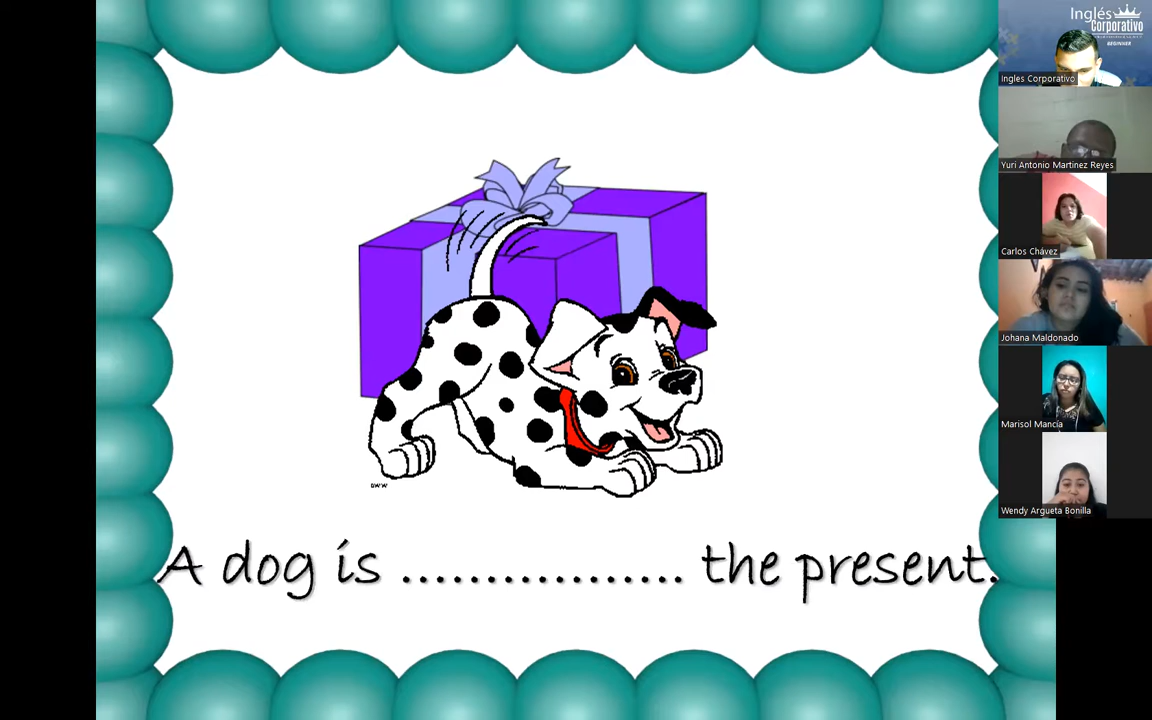 Inglés
Corporativo
BEGINNER
Ingles Corporativo
Yuri Antonio Martinez Reyes
Carlos Chávez
Johana Maldonado
Marisol Mancía
Wendy Argueta Bonilla
A dog is ................. the present.